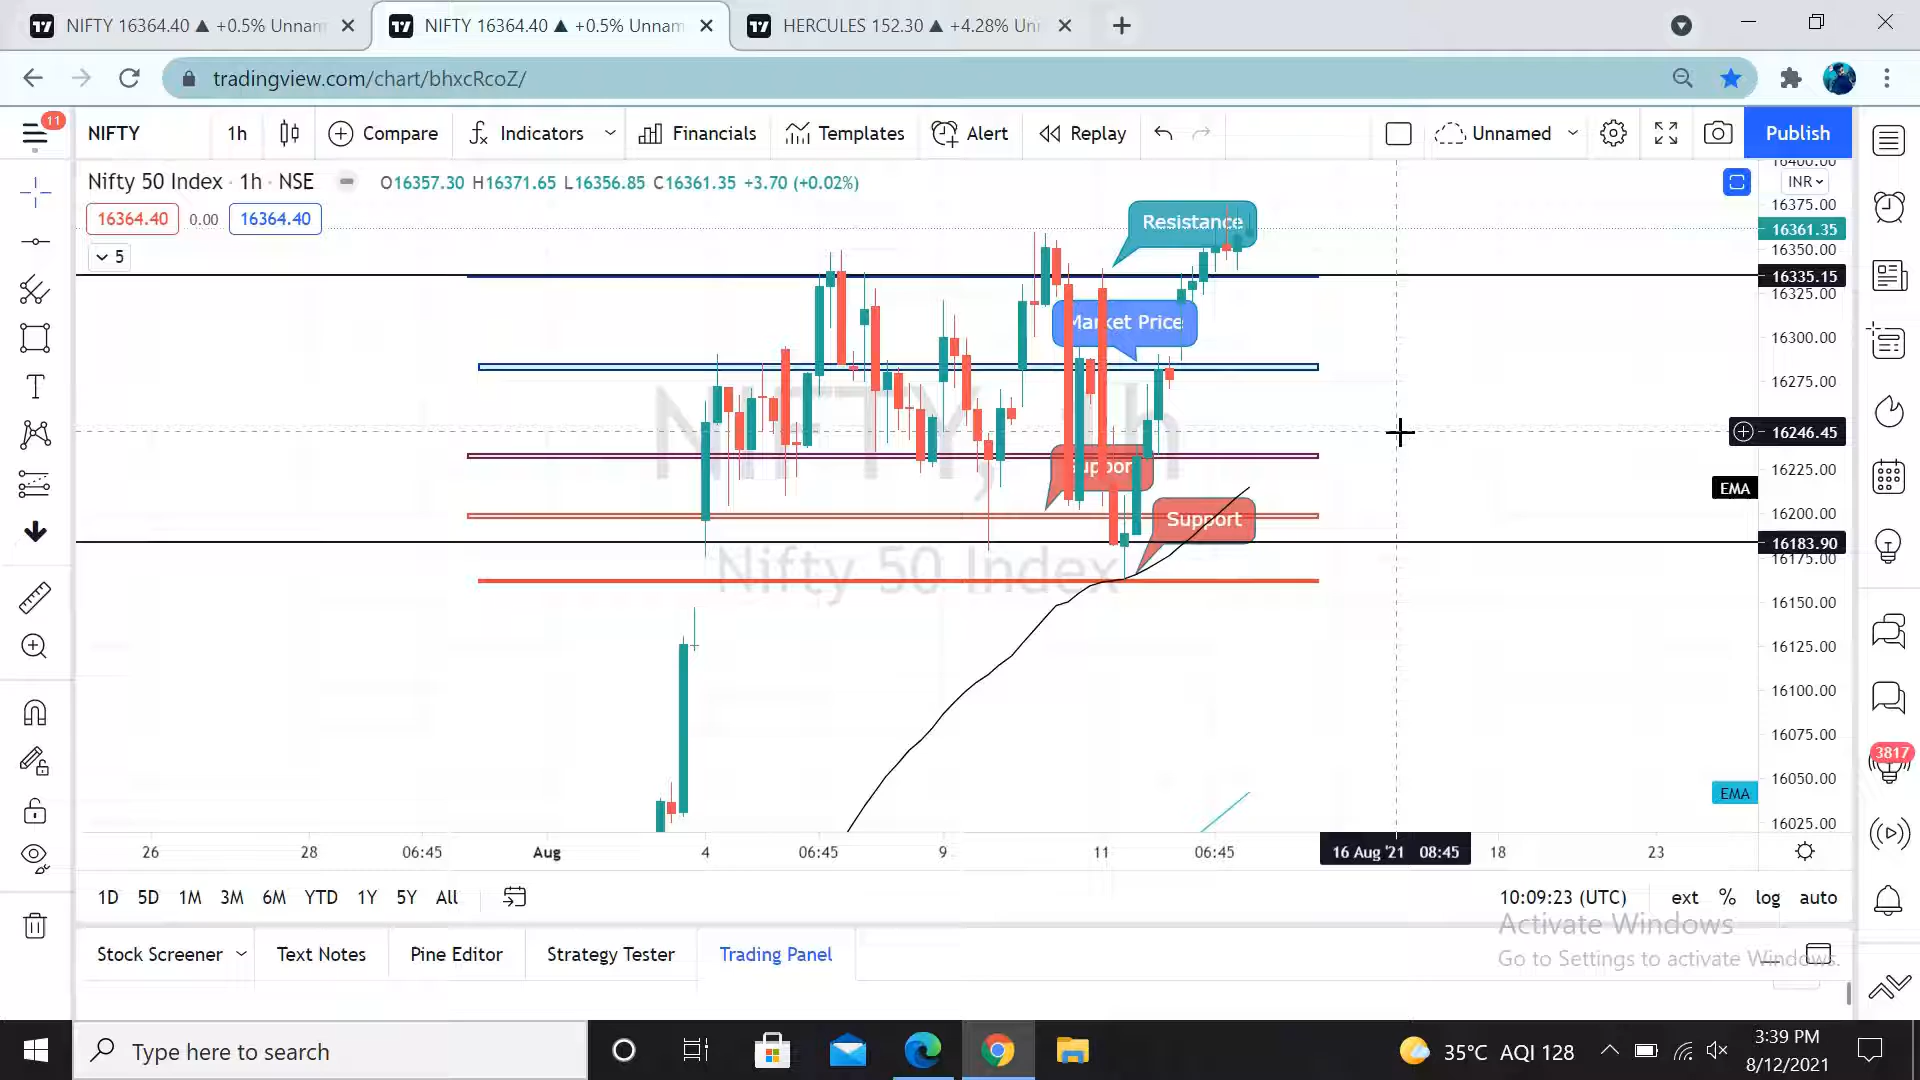 NIFTY 16364.40 ▲ +0.5% Unnam
NIFTY 16364.40 ▲ +0.5% Unnam
HERCULES 152.30 ▲ +4.28% Un
tradingview.com/chart/bhxcRcoZ/
11
NIFTY 1h Compare Indicators Financials Templates Alert Replay Unnamed Publish
Nifty 50 Index · 1h · NSE O16357.30 H16371.65 L16356.85 C16361.35 +3.70 (+0.02%)
INR
16364.40 0.00 16364.40
5
NIFTY, 1h
Nifty 50 Index
Resistance
Market Price
Support
Support
16400.00
16375.00
16361.35
16350.00
16335.15
16325.00
16300.00
16275.00
16246.45
16225.00
EMA
16200.00
16183.90
16175.00
16150.00
16125.00
16100.00
16075.00
16050.00
EMA
16025.00
3817
26 28 06:45 Aug 4 06:45 9 11 06:45 16 Aug '21 08:45 18 23
1D 5D 1M 3M 6M YTD 1Y 5Y All 10:09:23 (UTC) ext % log auto
Activate Windows
Go to Settings to activate Windows.
Stock Screener Text Notes Pine Editor Strategy Tester Trading Panel
Type here to search
35°C AQI 128
3:39 PM
8/12/2021